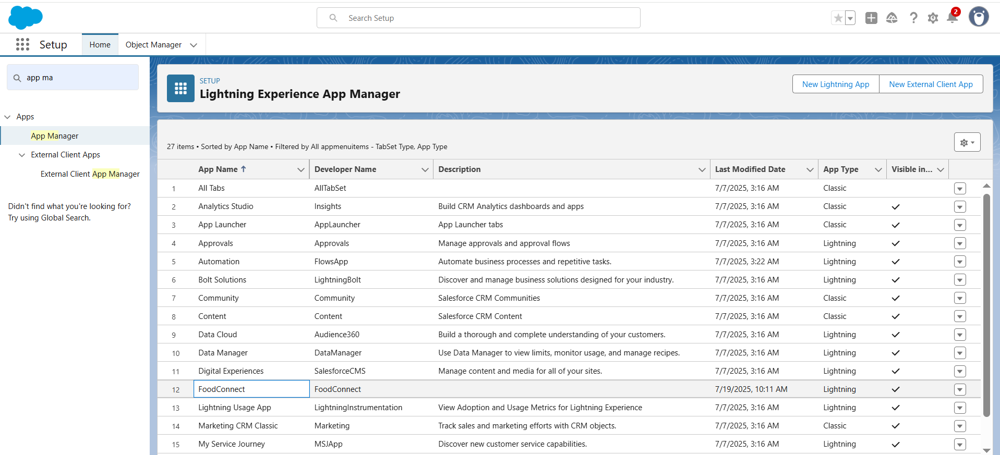 Search Setup
2
Setup
Home
Object Manager
app ma
Apps
App Manager
External Client Apps
External Client App Manager
Didn't find what you're looking for?
Try using Global Search.
SETUP
Lightning Experience App Manager
New Lightning App
New External Client App
27 items • Sorted by App Name • Filtered by All appmenuitems - TabSet Type, App Type
App Name Developer Name Description Last Modified Date App Type Visible in...
1 All Tabs AllTabSet 7/7/2025, 3:16 AM Classic
2 Analytics Studio Insights Build CRM Analytics dashboards and apps 7/7/2025, 3:16 AM Classic
3 App Launcher AppLauncher App Launcher tabs 7/7/2025, 3:16 AM Classic
4 Approvals Approvals Manage approvals and approval flows 7/7/2025, 3:16 AM Lightning
5 Automation FlowsApp Automate business processes and repetitive tasks. 7/7/2025, 3:22 AM Lightning
6 Bolt Solutions LightningBolt Discover and manage business solutions designed for your industry. 7/7/2025, 3:16 AM Lightning
7 Community Community Salesforce CRM Communities 7/7/2025, 3:16 AM Classic
8 Content Content Salesforce CRM Content 7/7/2025, 3:16 AM Classic
9 Data Cloud Audience360 Build a thorough and complete understanding of your customers. 7/7/2025, 3:16 AM Lightning
10 Data Manager DataManager Use Data Manager to view limits, monitor usage, and manage recipes. 7/7/2025, 3:16 AM Lightning
11 Digital Experiences SalesforceCMS Manage content and media for all of your sites. 7/7/2025, 3:16 AM Lightning
12 FoodConnect FoodConnect 7/19/2025, 10:11 AM Lightning
13 Lightning Usage App LightningInstrumentation View Adoption and Usage Metrics for Lightning Experience 7/7/2025, 3:16 AM Lightning
14 Marketing CRM Classic Marketing Track sales and marketing efforts with CRM objects. 7/7/2025, 3:16 AM Classic
15 My Service Journey MSJApp Discover new customer service capabilities. 7/7/2025, 3:16 AM Lightning